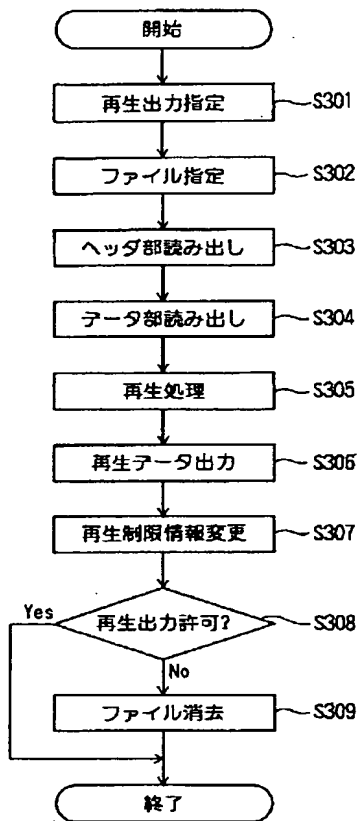 開始
再生出力指定 S301
ファイル指定 S302
ヘッダ部読み出し S303
データ部読み出し S304
再生処理 S305
再生データ出力 S306
再生制限情報変更 S307
Yes 再生出力許可? S308
No
ファイル消去 S309
終了